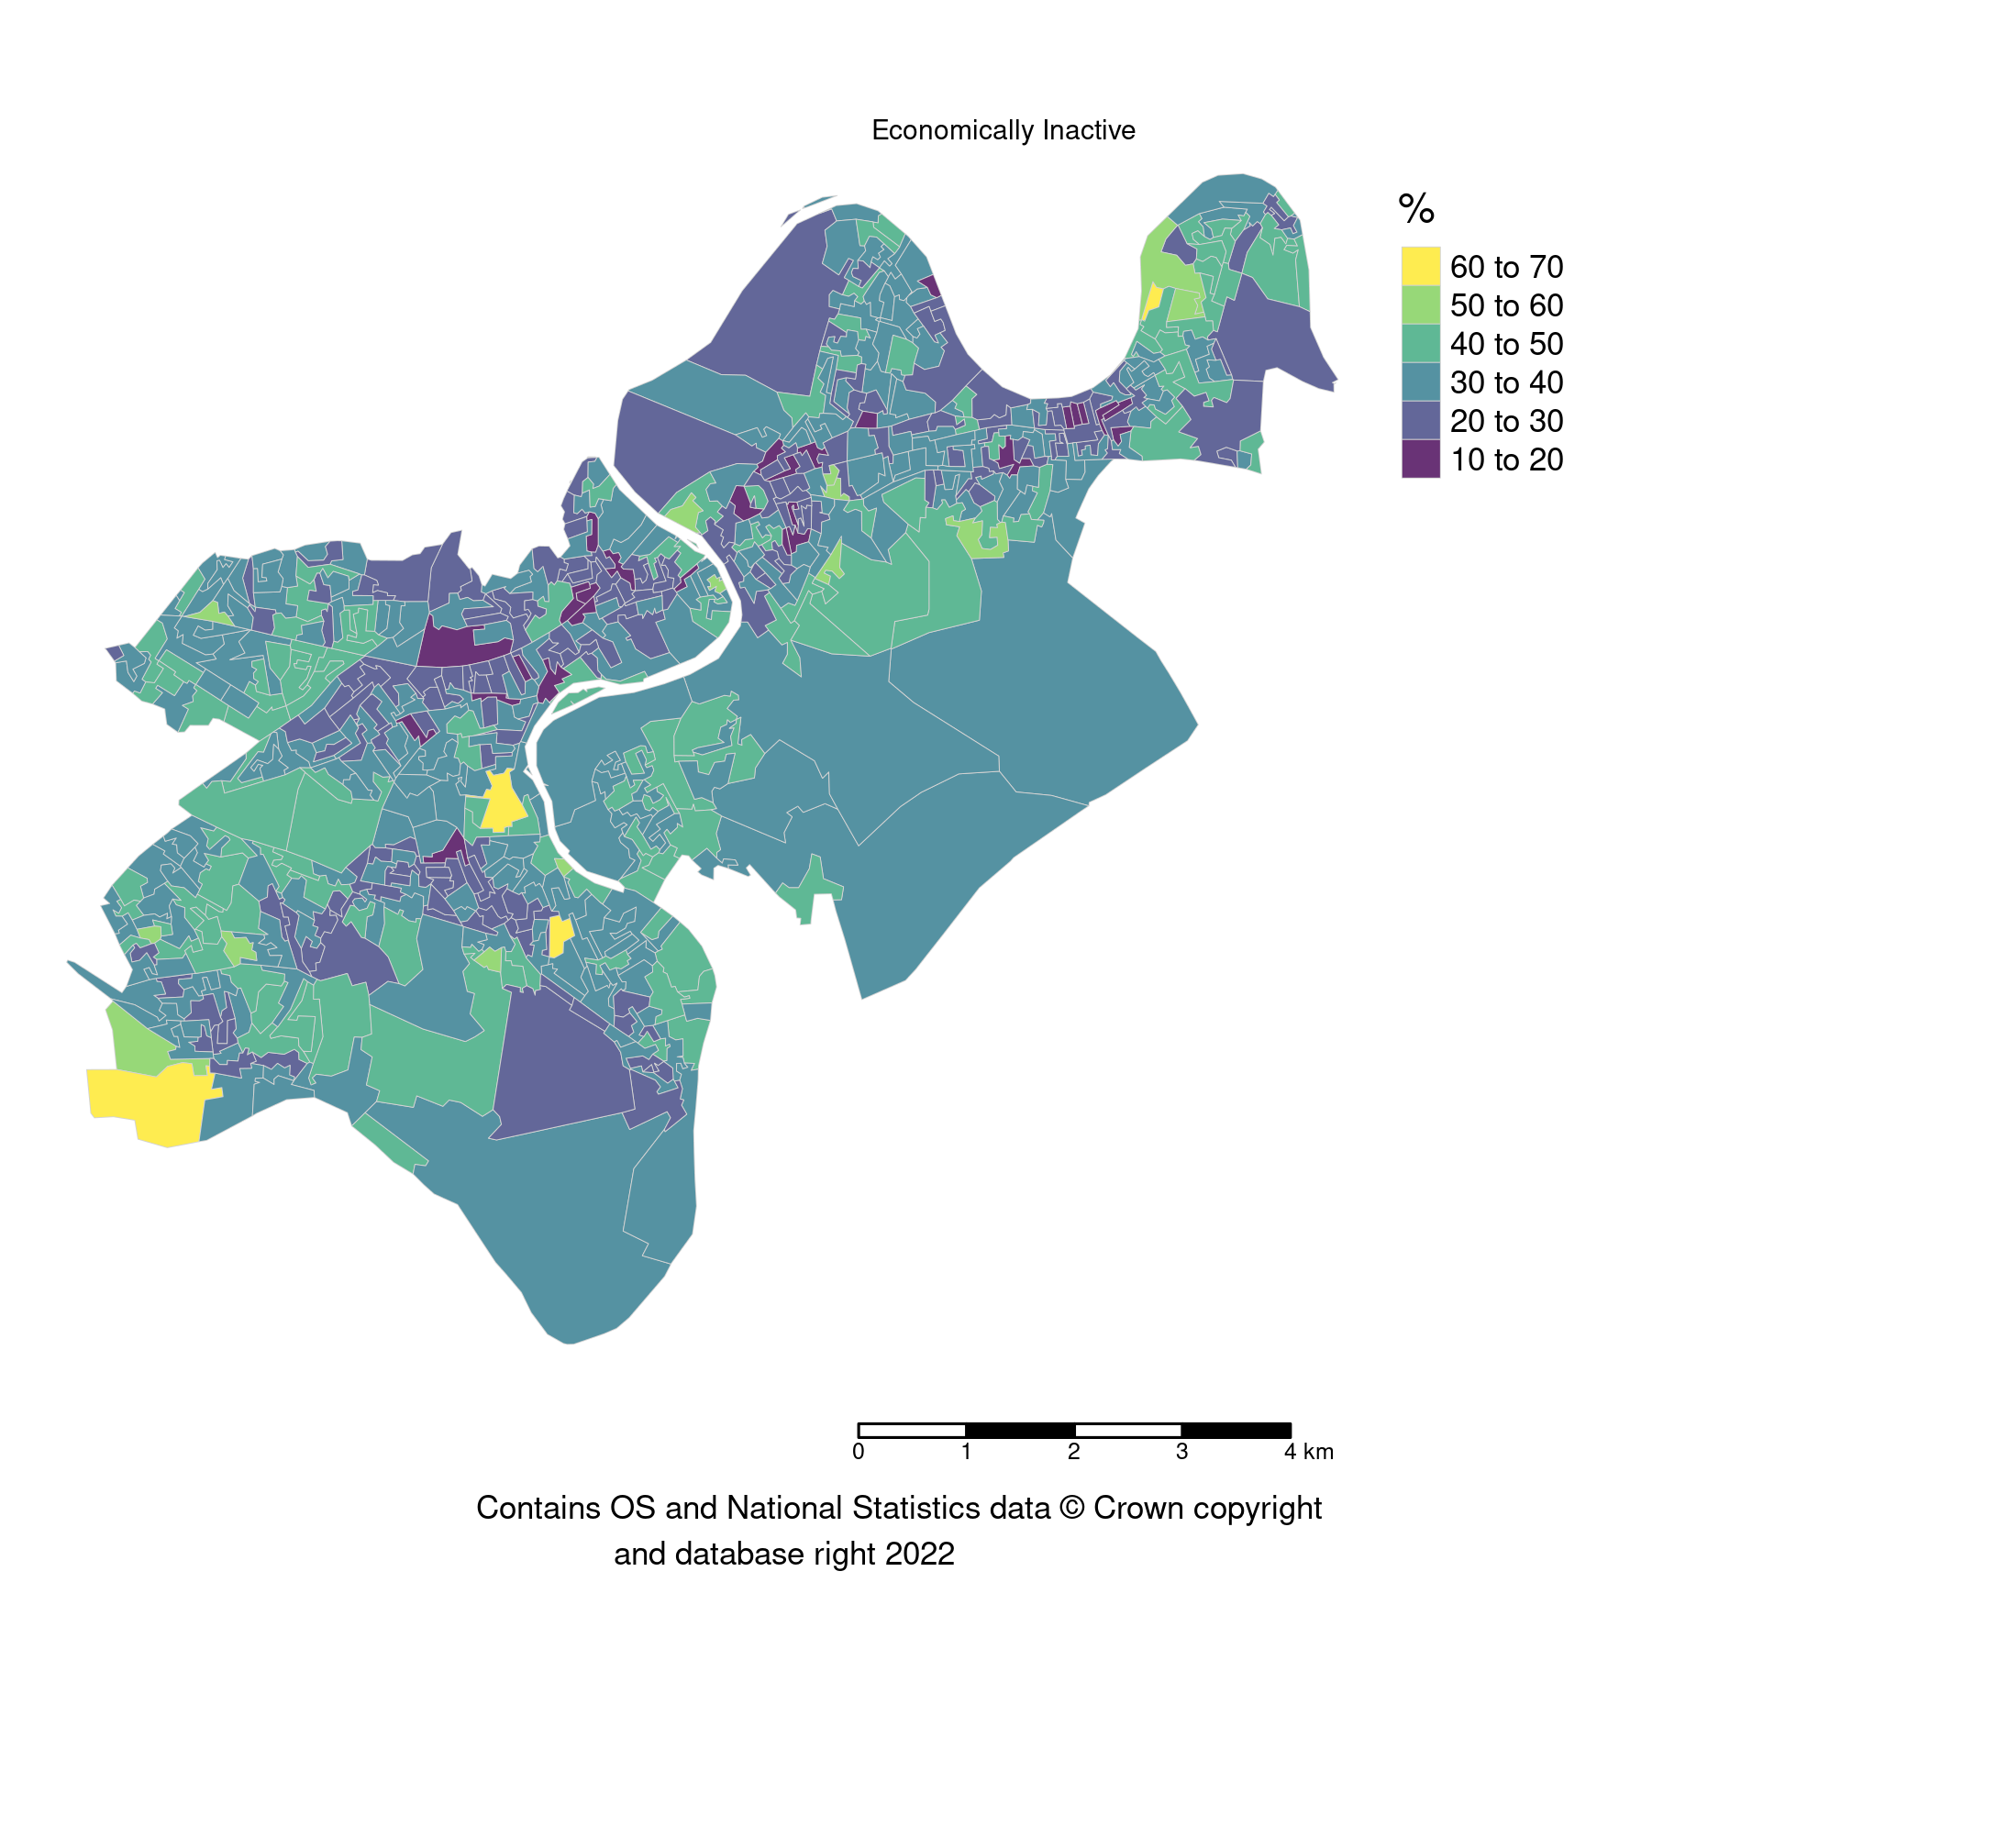 Economically Inactive
%
60 to 70
50 to 60
40 to 50
30 to 40
20 to 30
10 to 20
0 1 2 3 4 km
Contains OS and National Statistics data © Crown copyright
and database right 2022